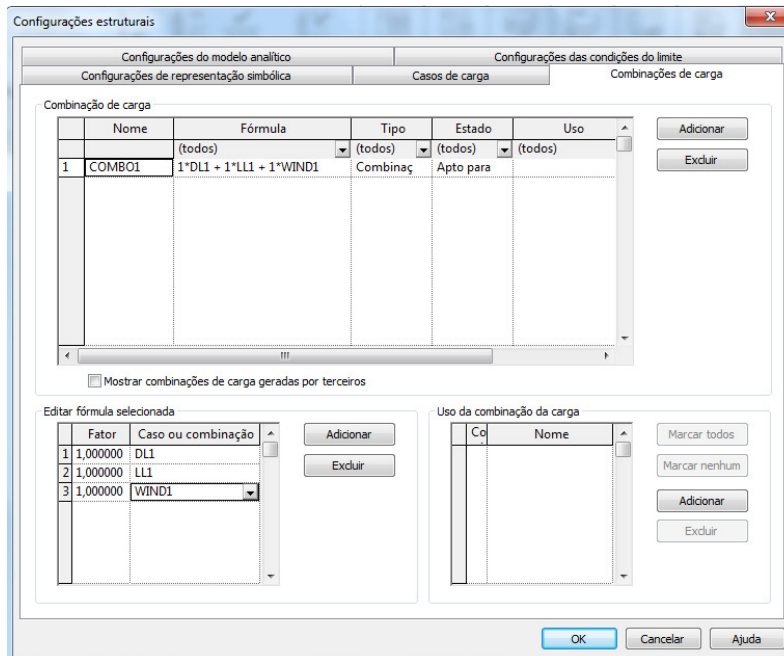 Configurações estruturais
Configurações do modelo analítico Configurações das condições do limite
Configurações de representação simbólica Casos de carga Combinações de carga
Combinação de carga
Nome Fórmula Tipo Estado Uso
(todos) (todos) (todos) (todos)
1 COMBO1 1*DL1 + 1*LL1 + 1*WIND1 Combinaç Apto para
Adicionar
Excluir
Mostrar combinações de carga geradas por terceiros
Editar fórmula selecionada
Fator Caso ou combinação
1 1,000000 DL1
2 1,000000 LL1
3 1,000000 WIND1
Adicionar
Excluir
Uso da combinação da carga
Co Nome
Marcar todos
Marcar nenhum
Adicionar
Excluir
OK Cancelar Ajuda